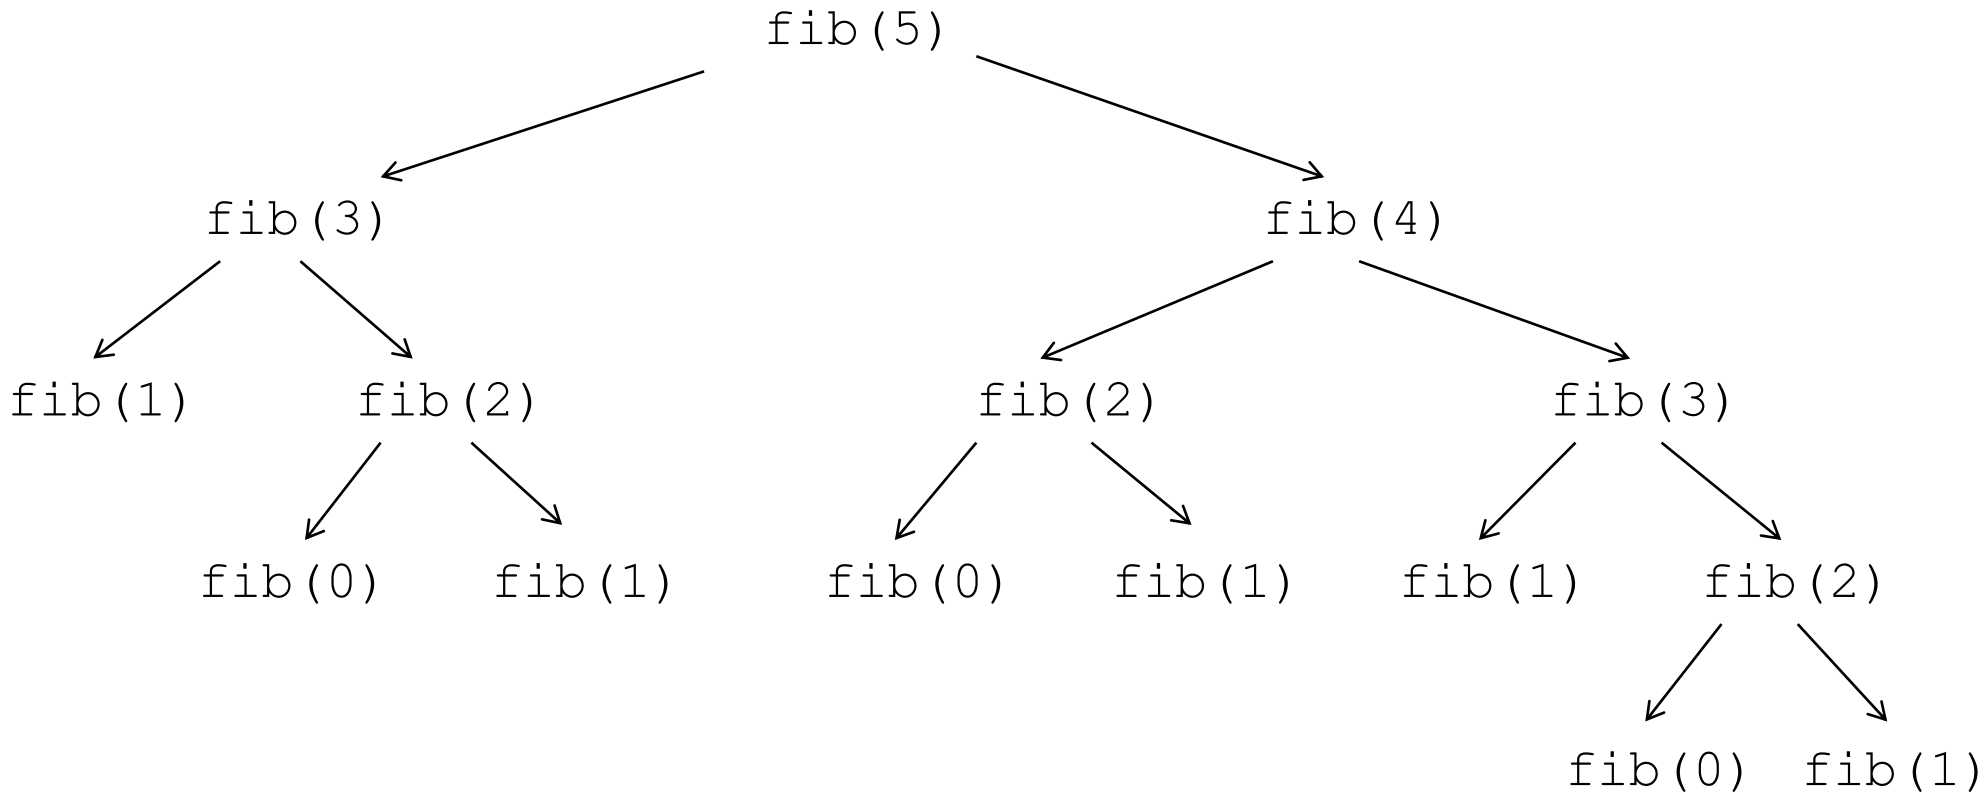 fib(5)
fib(3) fib(4)
fib(1) fib(2) fib(2) fib(3)
fib(0) fib(1) fib(0) fib(1) fib(1) fib(2)
fib(0) fib(1)